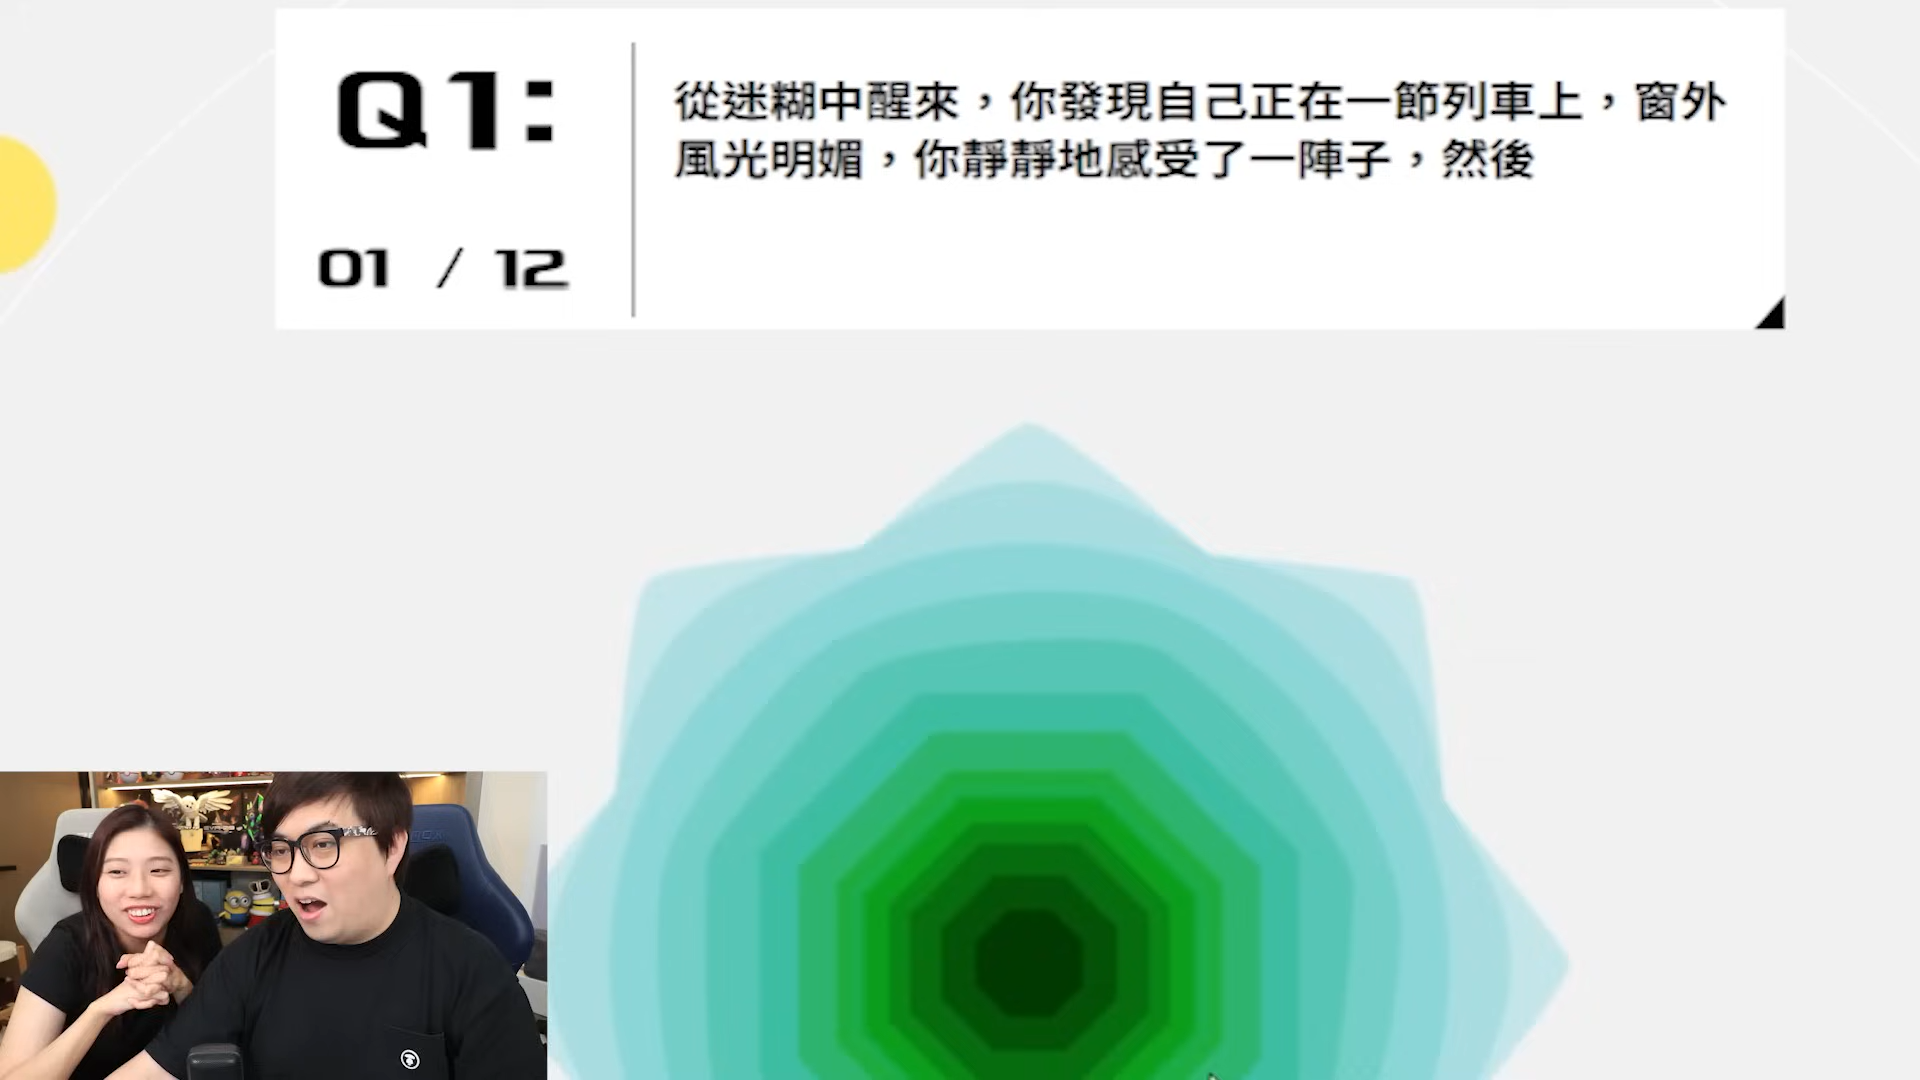 Q1:
從迷糊中醒來，你發現自己正在一節列車上，窗外
風光明媚，你靜靜地感受了一陣子，然後
01 / 12